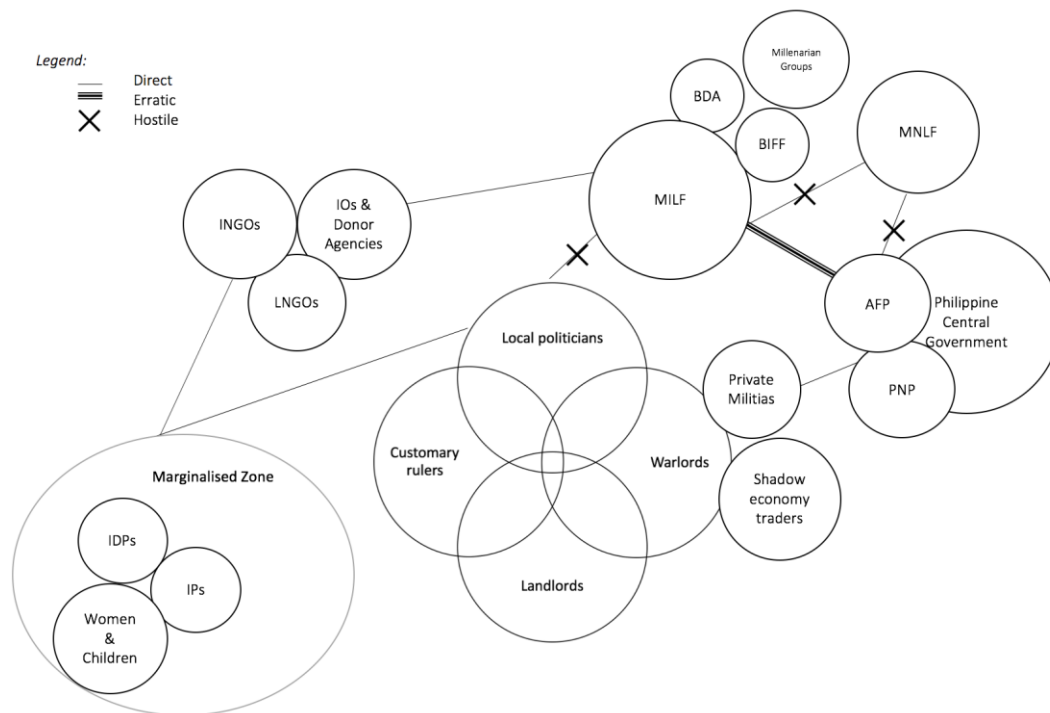 Legend:
Direct
Erratic
Hostile
Millenarian
Groups
BDA
BIFF
MNLF
MILF
INGOs
IOs &
Donor
Agencies
LNGOs
AFP
Philippine
Central
Government
PNP
Local politicians
Private
Militias
Customary
rulers
Warlords
Shadow
economy
traders
Landlords
Marginalised Zone
IDPs
IPs
Women
&
Children